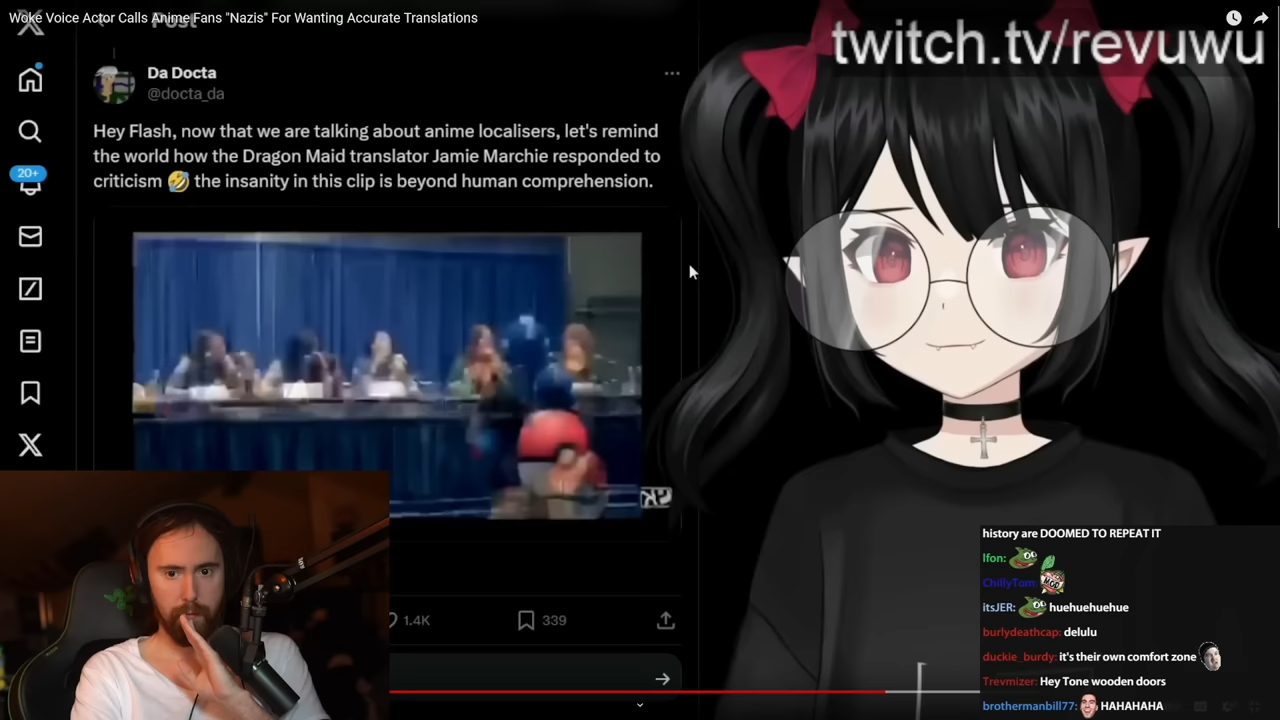 Woke Voice Actor Calls Anime Fans "Nazis" For Wanting Accurate Translations
Post
twitch.tv/revuwu
Da Docta
@docta_da
Hey Flash, now that we are talking about anime localisers, let's remind
the world how the Dragon Maid translator Jamie Marchie responded to
criticism 🤣 the insanity in this clip is beyond human comprehension.
20+
1.4K
339
history are DOOMED TO REPEAT IT
lfon:
ChillyTom:
itsJER: huehuehuehue
burlydeathcap: delulu
duckie_burdy: it's their own comfort zone
Trevmizer: Hey Tone wooden doors
brothermanbill77: HAHAHAHA